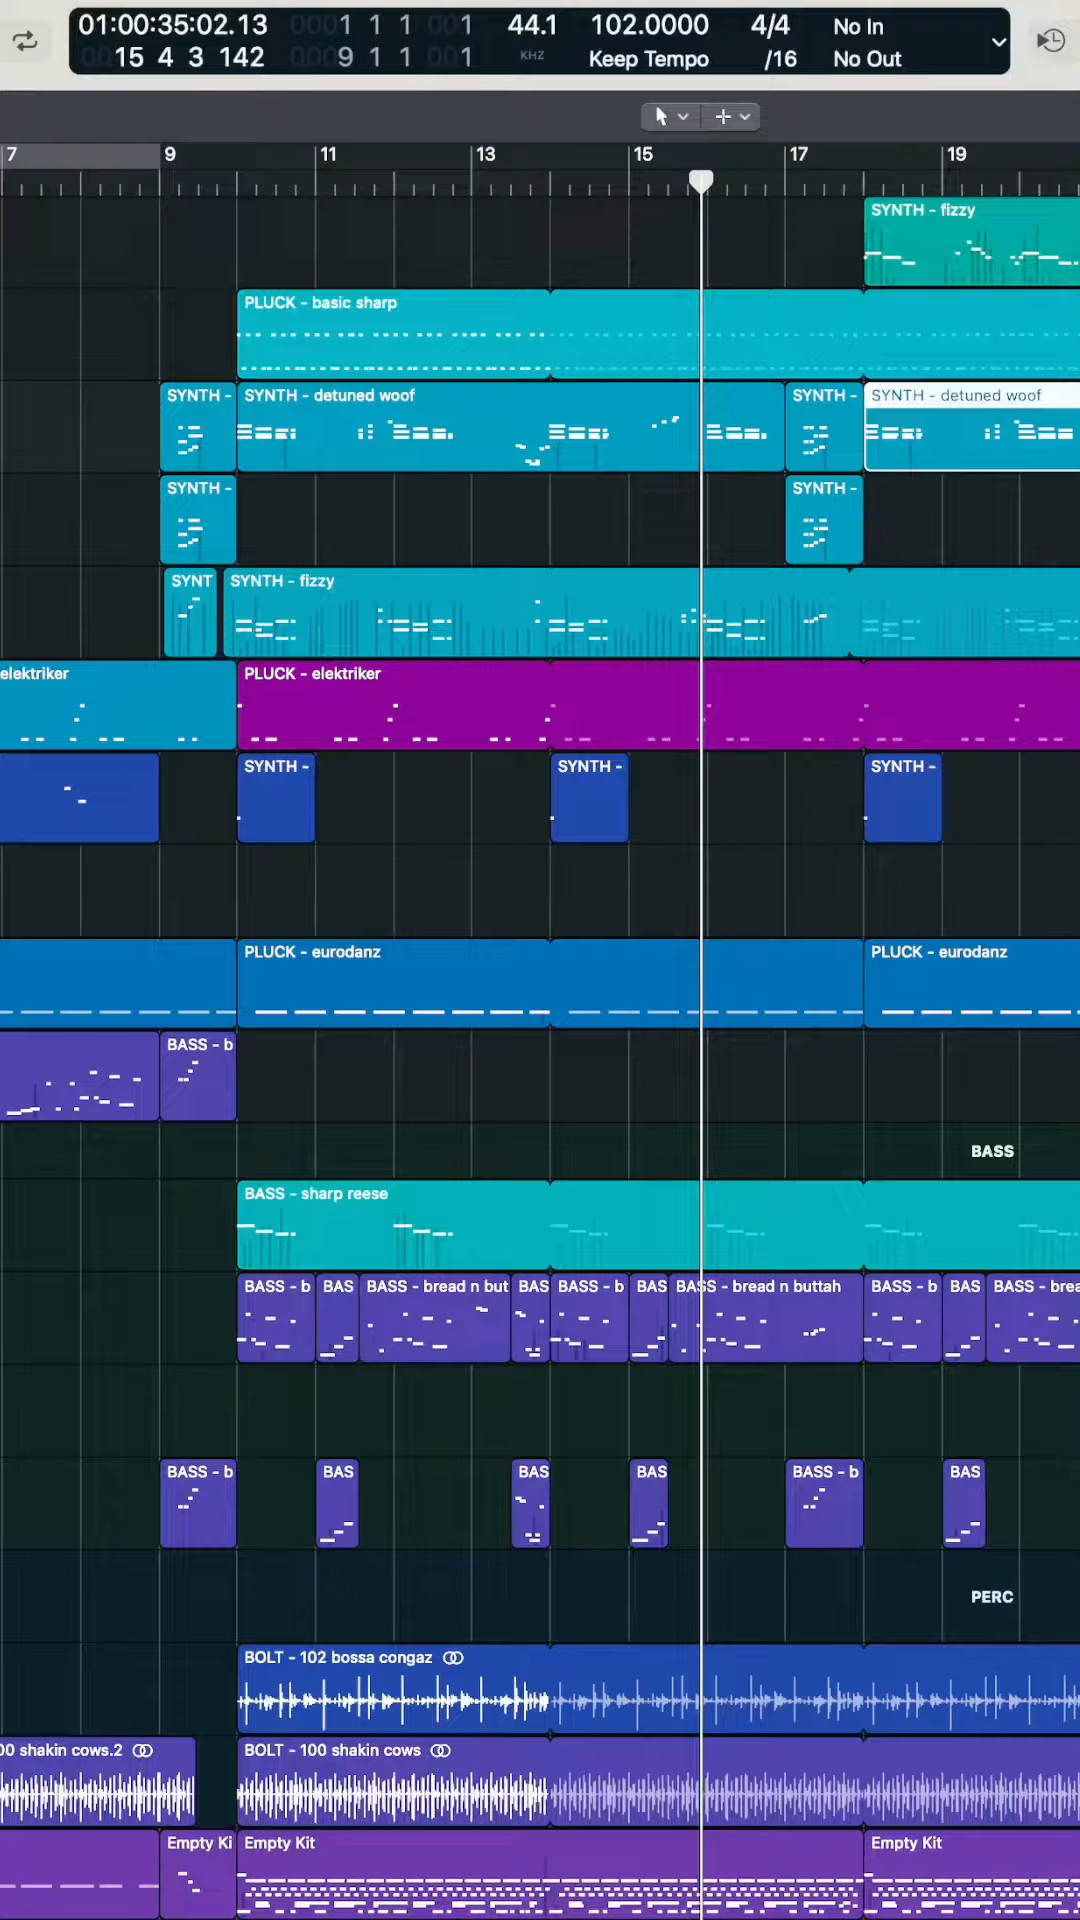 01:00:35:02.13
0001 1 1 001
44.1
102.0000
4/4
No In
0015 4 3 142
0009 1 1 001
KHZ
Keep Tempo
/16
No Out
7 9 11 13 15 17 19
SYNTH - fizzy
PLUCK - basic sharp
SYNTH -
SYNTH - detuned woof
SYNTH -
SYNTH - detuned woof
SYNTH -
SYNTH -
SYNT
SYNTH - fizzy
elektriker
PLUCK - elektriker
SYNTH -
SYNTH -
SYNTH -
PLUCK - eurodanz
PLUCK - eurodanz
BASS - b
BASS
BASS - sharp reese
BASS - b
BAS
BASS - bread n but
BAS
BASS - b
BAS
BASS - bread n buttah
BASS - b
BAS
BASS - brea
BASS - b
BAS
BAS
BAS
BASS - b
BAS
PERC
BOLT - 102 bossa congaz
00 shakin cows.2
BOLT - 100 shakin cows
Empty Ki
Empty Kit
Empty Kit